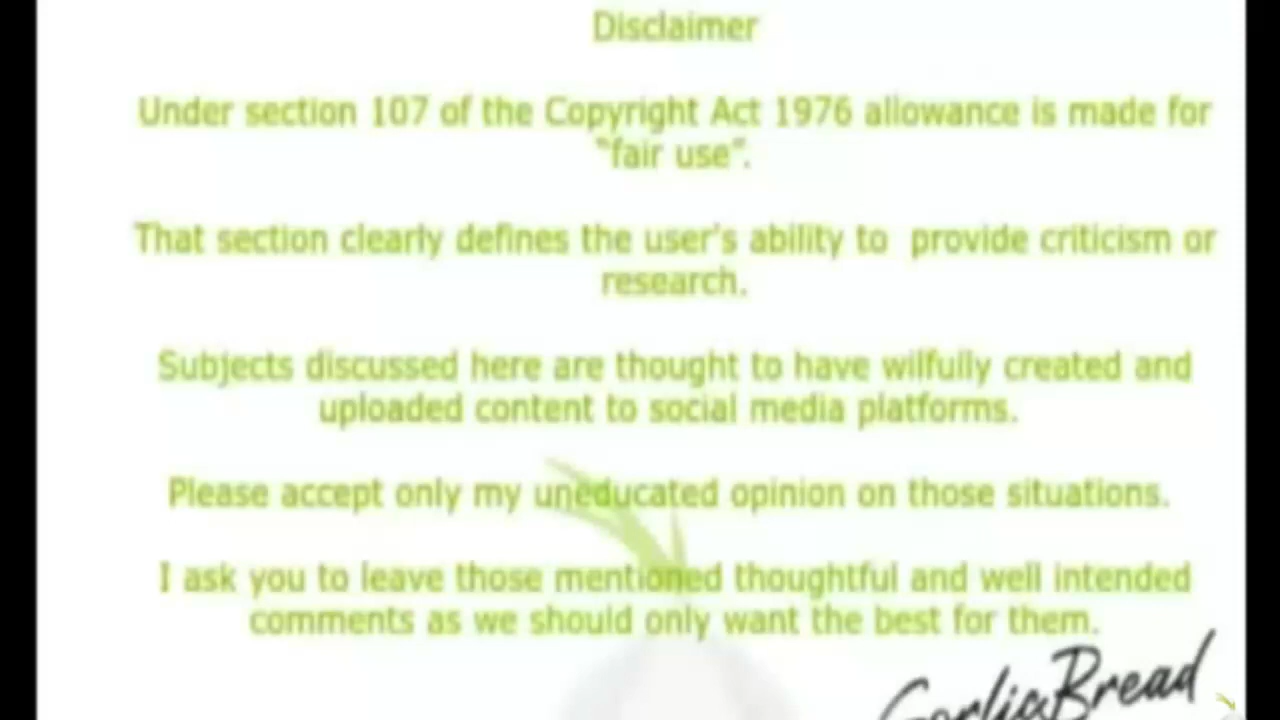 Disclaimer
Under section 107 of the Copyright Act 1976 allowance is made for
"fair use".
That section clearly defines the user's ability to  provide criticism or
research.
Subjects discussed here are thought to have wilfully created and
uploaded content to social media platforms.
Please accept only my uneducated opinion on those situations.
I ask you to leave those mentioned thoughtful and well intended
comments as we should only want the best for them.
GarlicBread